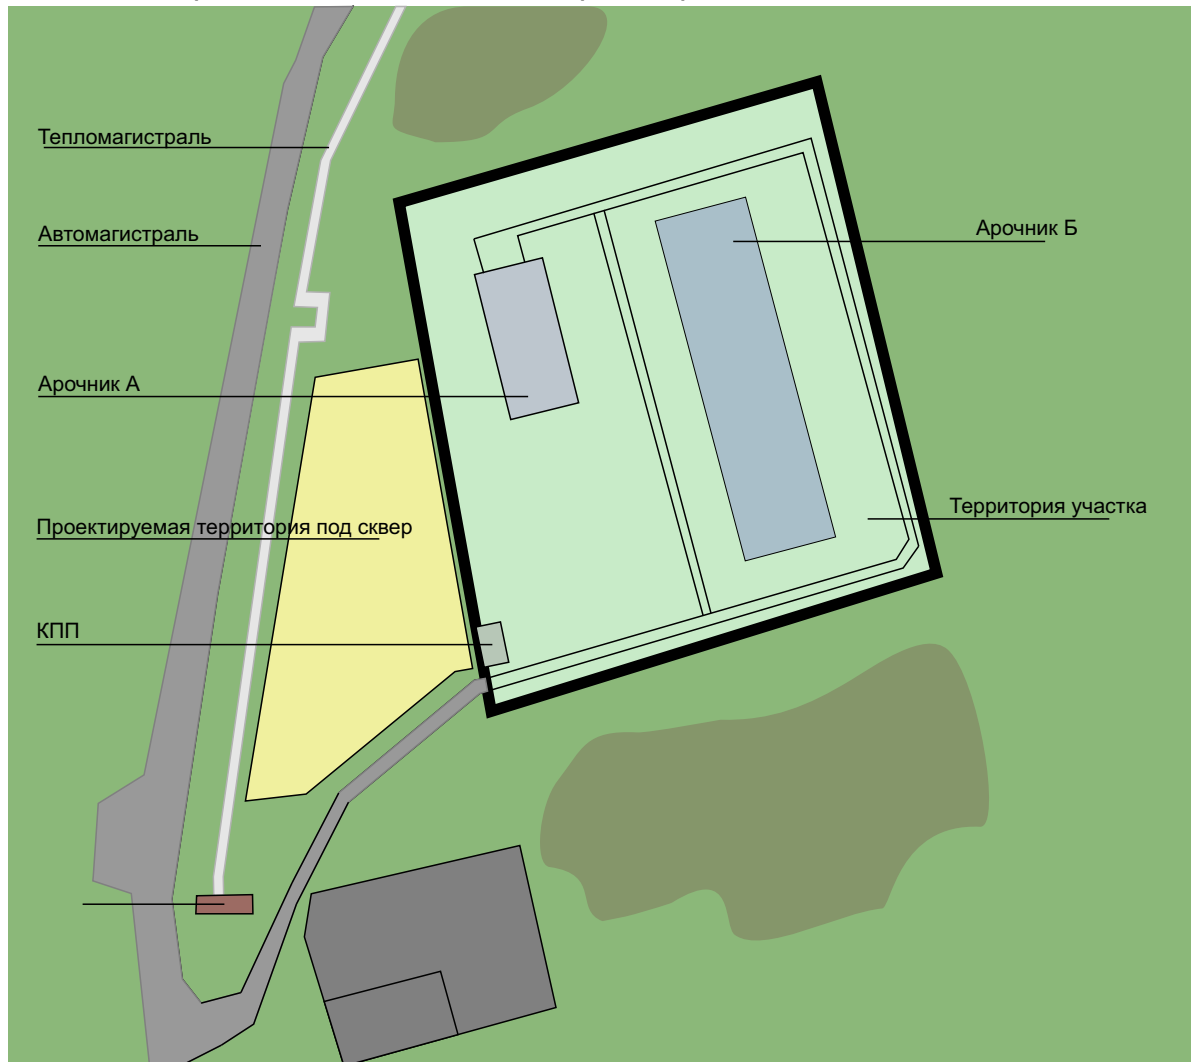 Тепломагистраль
Автомагистраль
Арочник Б
Арочник А
Территория участка
Проектируемая территория под сквер
КПП